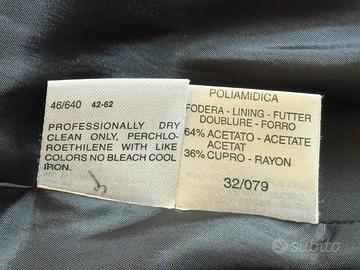 46/640 42-62
PROFESSIONALLY DRY
CLEAN ONLY, PERCHLO-
ROETHILENE WITH LIKE
COLORS NO BLEACH COOL
IRON.
POLIAMIDICA
FODERA - LINING - FUTTER
DOUBLURE - FORRO
64% ACETATO - ACETATE
ACETAT
36% CUPRO - RAYON
32/079
subito